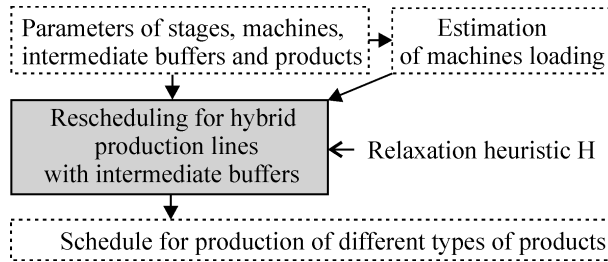 Parameters of stages, machines,
intermediate buffers and products
Estimation
of machines loading
Rescheduling for hybrid
production lines
with intermediate buffers
Relaxation heuristic H
Schedule for production of different types of products